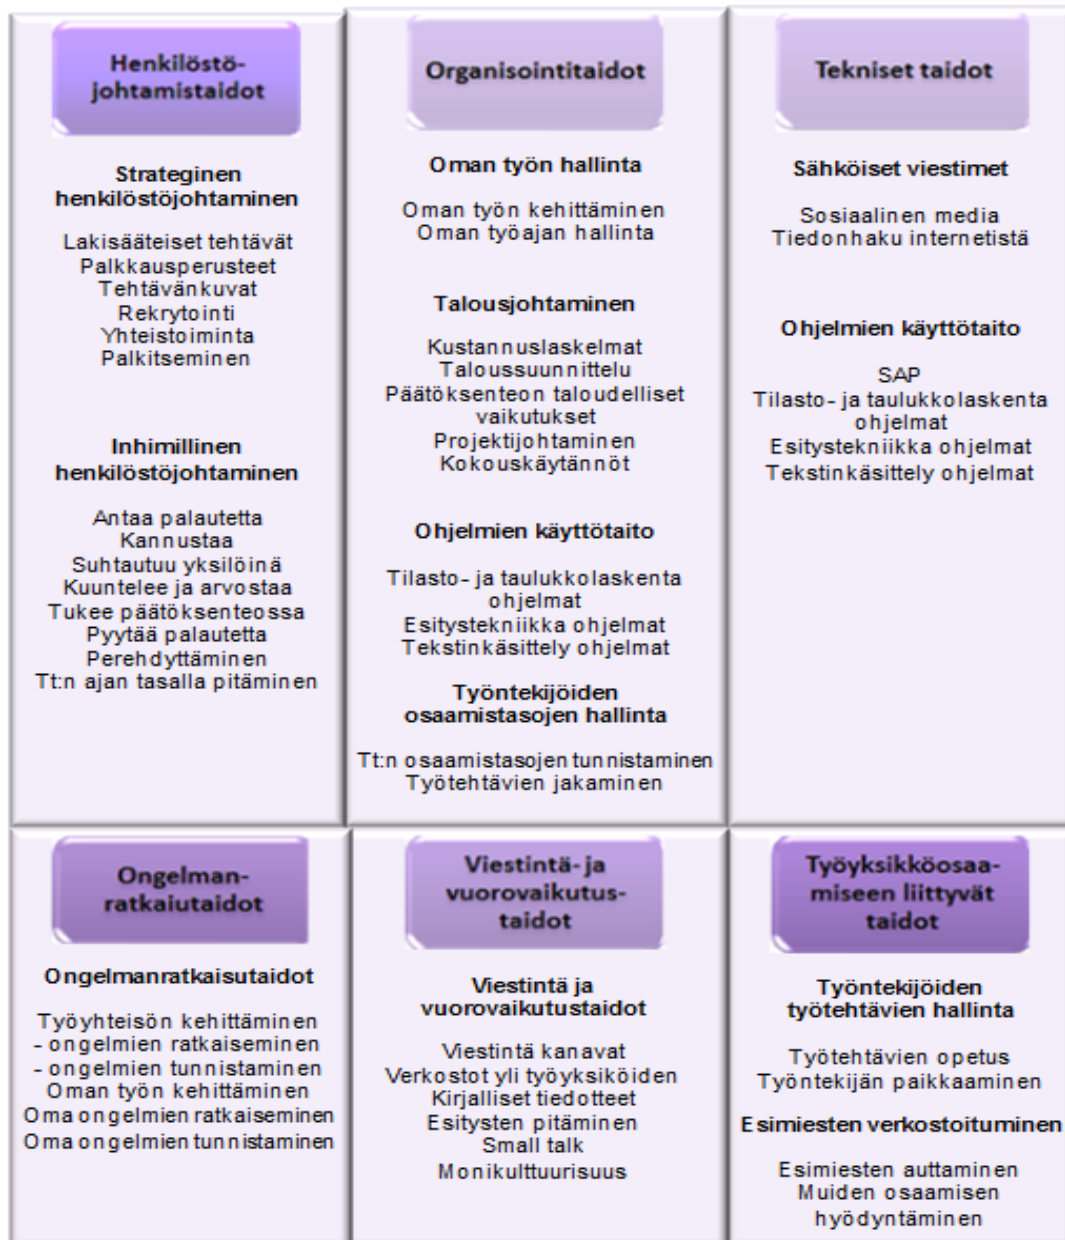 Henkilöstö-
johtamistaidot
Strateginen
henkilöstöjohtaminen
Lakisääteiset tehtävät
Palkkausperusteet
Tehtävänkuvat
Rekrytointi
Yhteistoiminta
Palkitseminen
Inhimillinen
henkilöstöjohtaminen
Antaa palautetta
Kannustaa
Suhtautuu yksilöinä
Kuuntelee ja arvostaa
Tukee päätöksenteossa
Pyytää palautetta
Perehdyttäminen
Tt:n ajan tasalla pitäminen
Organisointitaidot
Oman työn hallinta
Oman työn kehittäminen
Oman työajan hallinta
Talousjohtaminen
Kustannuslaskelmat
Taloussuunnittelu
Päätöksenteon taloudelliset
vaikutukset
Projektijohtaminen
Kokouskäytännöt
Ohjelmien käyttötaito
Tilasto- ja taulukkolaskenta
ohjelmat
Esitystekniikka ohjelmat
Tekstinkäsittely ohjelmat
Työntekijöiden
osaamistasojen hallinta
Tt:n osaamistasojen tunnistaminen
Työtehtävien jakaminen
Tekniset taidot
Sähköiset viestimet
Sosiaalinen media
Tiedonhaku internetistä
Ohjelmien käyttötaito
SAP
Tilasto- ja taulukkolaskenta
ohjelmat
Esitystekniikka ohjelmat
Tekstinkäsittely ohjelmat
Ongelman-
ratkaiutaidot
Ongelmanratkaisutaidot
Työyhteisön kehittäminen
- ongelmien ratkaiseminen
- ongelmien tunnistaminen
Oman työn kehittäminen
Oma ongelmien ratkaiseminen
Oma ongelmien tunnistaminen
Viestintä- ja
vuorovaikutus-
taidot
Viestintä ja
vuorovaikutustaidot
Viestintä kanavat
Verkostot yli työyksiköiden
Kirjalliset tiedotteet
Esitysten pitäminen
Small talk
Monikulttuurisuus
Työyksikköosaa-
miseen liittyvät
taidot
Työntekijöiden
työtehtävien hallinta
Työtehtävien opetus
Työntekijän paikkaaminen
Esimiesten verkostoituminen
Esimiesten auttaminen
Muiden osaamisen
hyödyntäminen